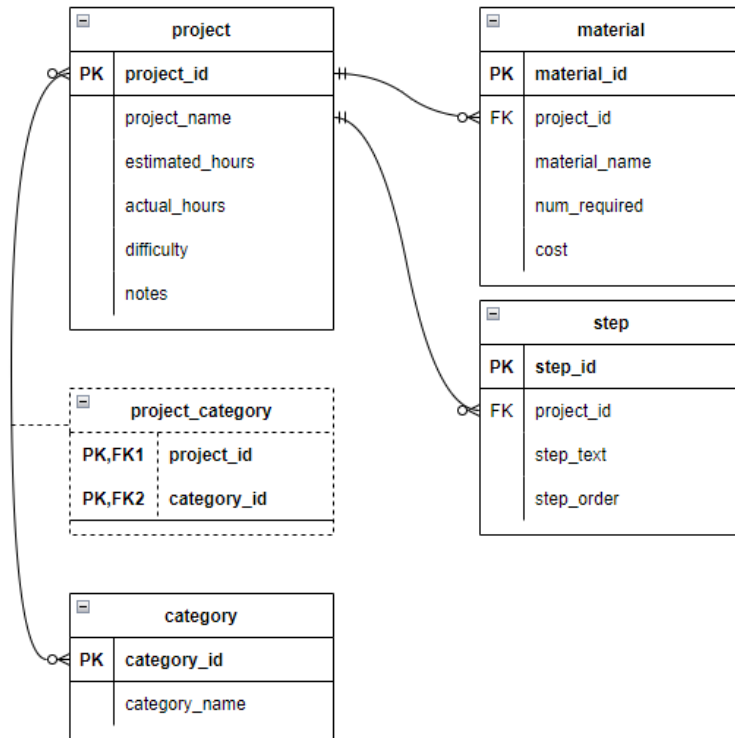 project
PK project_id
project_name
estimated_hours
actual_hours
difficulty
notes
material
PK material_id
FK project_id
material_name
num_required
cost
step
PK step_id
FK project_id
step_text
step_order
project_category
PK,FK1 project_id
PK,FK2 category_id
category
PK category_id
category_name